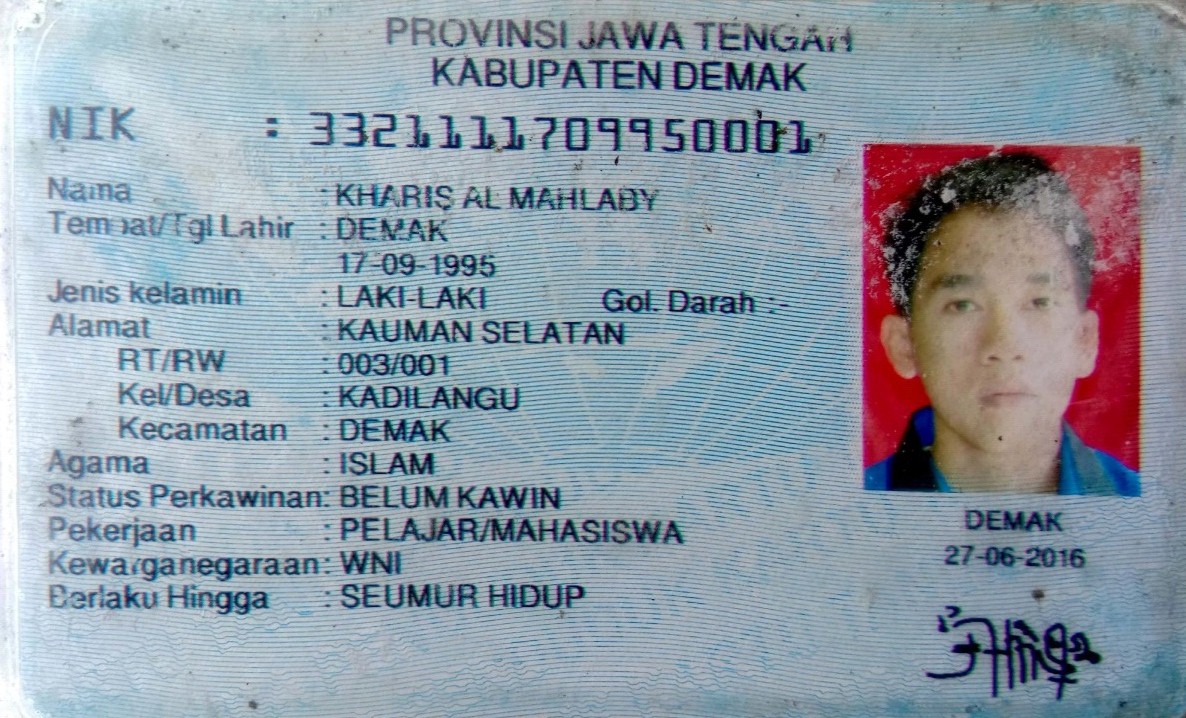 PROVINSI JAWA TENGAH
KABUPATEN DEMAK
NIK : 3321111709950001
Nama : KHARIS AL MAHLABY
Tempat/Tgl Lahir : DEMAK
17-09-1995
Jenis kelamin : LAKI-LAKI Gol. Darah : -
Alamat : KAUMAN SELATAN
RT/RW : 003/001
Kel/Desa : KADILANGU
Kecamatan : DEMAK
Agama : ISLAM
Status Perkawinan: BELUM KAWIN
Pekerjaan : PELAJAR/MAHASISWA
Kewarganegaraan: WNI
Berlaku Hingga : SEUMUR HIDUP
DEMAK
27-06-2016